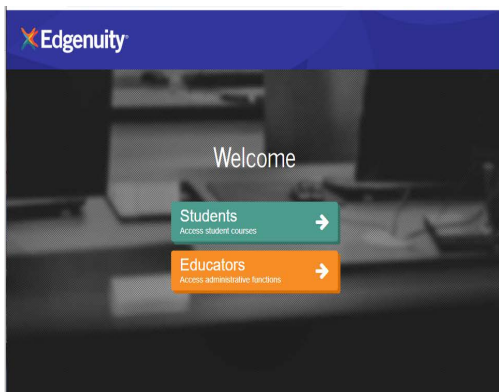 Edgenuity
Welcome
Students
Access student courses
Educators
Access administrative functions